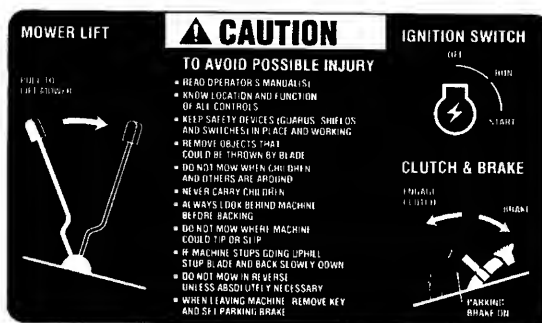 MOWER LIFT
PULL TO
LIFT MOWER
CAUTION
TO AVOID POSSIBLE INJURY
READ OPERATOR'S MANUAL(S)
KNOW LOCATION AND FUNCTION
OF ALL CONTROLS
KEEP SAFETY DEVICES (GUARDS, SHIELDS
AND SWITCHES) IN PLACE AND WORKING
REMOVE OBJECTS THAT
COULD BE THROWN BY BLADE
DO NOT MOW WHEN CHILDREN
AND OTHERS ARE AROUND
NEVER CARRY CHILDREN
ALWAYS LOOK BEHIND MACHINE
BEFORE BACKING
DO NOT MOW WHERE MACHINE
COULD TIP OR SLIP
IF MACHINE STOPS GOING UPHILL
STOP BLADE AND BACK SLOWLY DOWN
DO NOT MOW IN REVERSE
UNLESS ABSOLUTELY NECESSARY
WHEN LEAVING MACHINE REMOVE KEY
AND SET PARKING BRAKE
IGNITION SWITCH
OFF
RUN
START
CLUTCH & BRAKE
ENGAGE
CLUTCH
BRAKE
PARKING
BRAKE ON